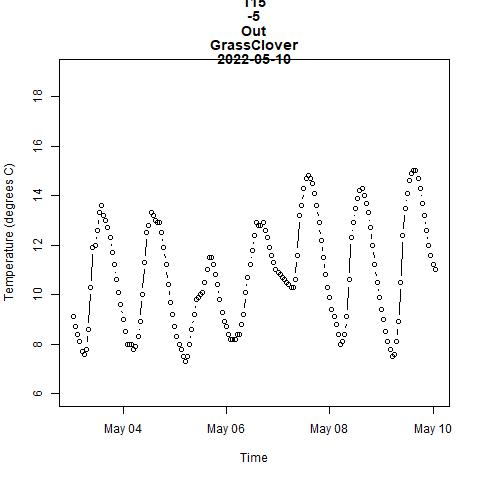 T15
-5
Out
GrassClover
2022-05-10
Temperature (degrees C)
18
16
14
12
10
8
6
May 04
May 06
May 08
May 10
Time